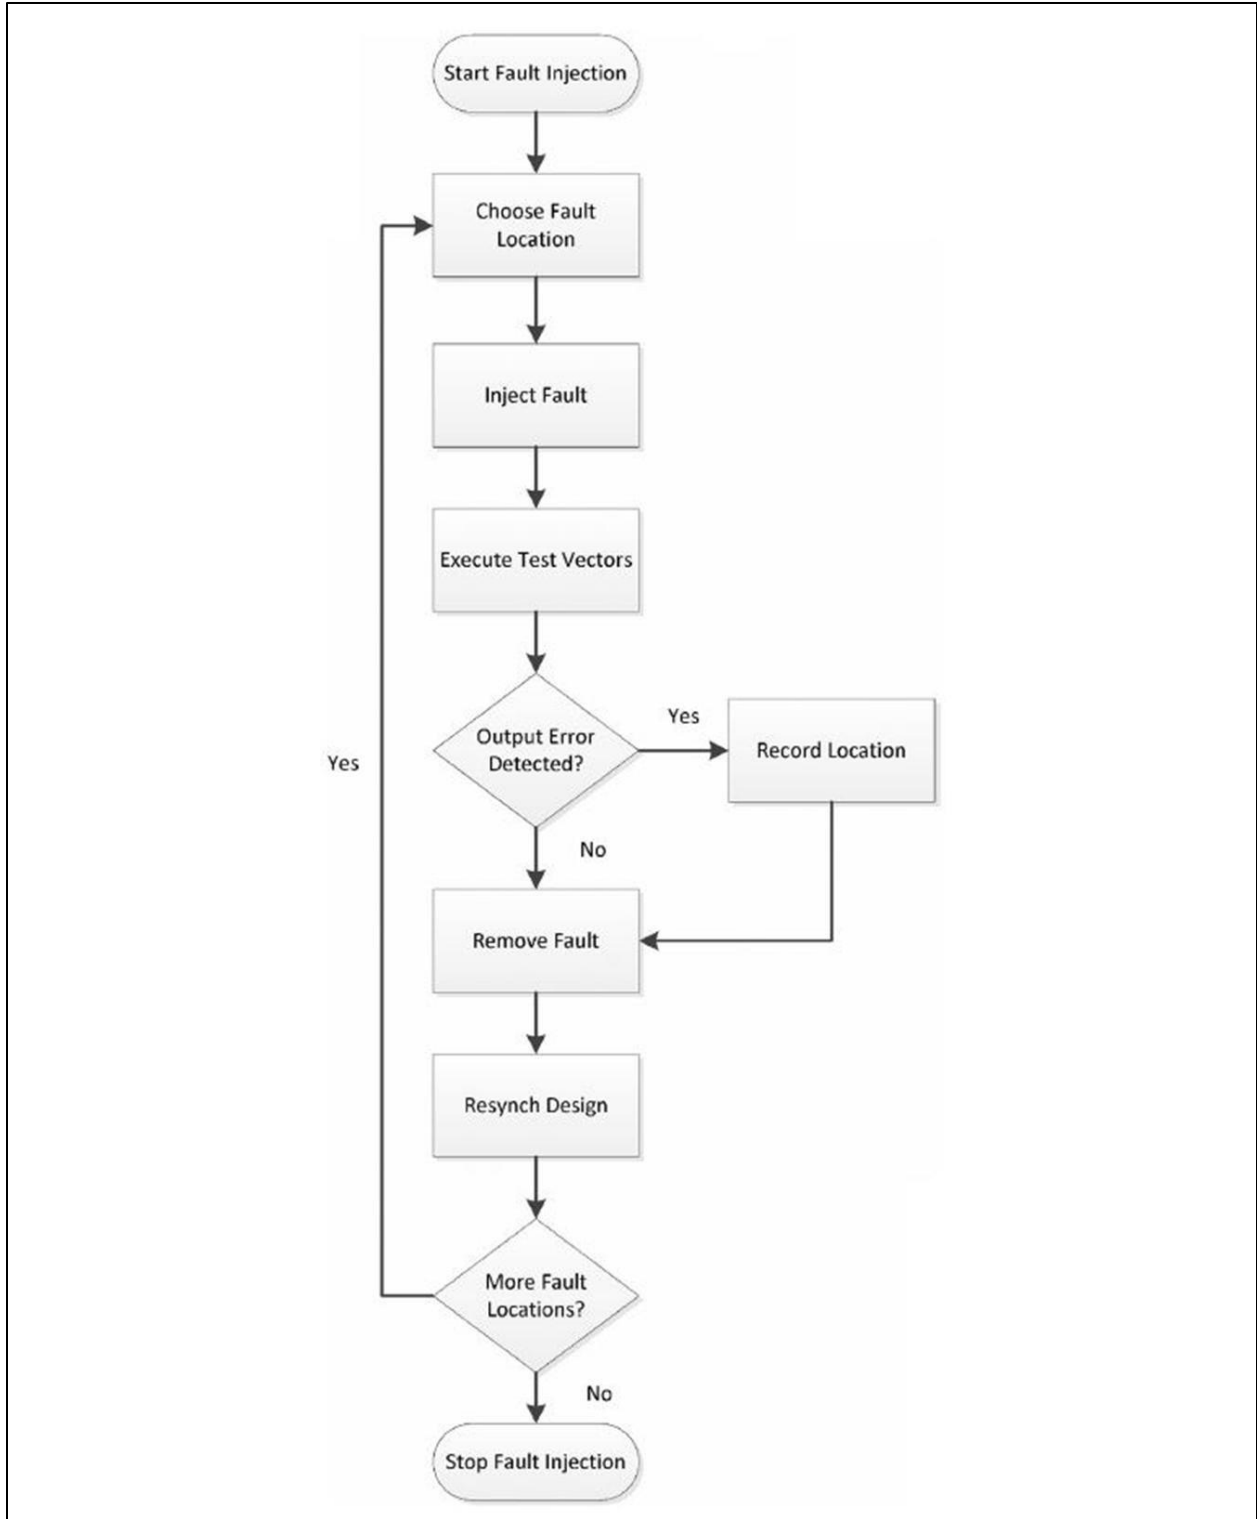 Start Fault Injection
Choose Fault
Location
Inject Fault
Execute Test Vectors
Output Error
Detected?
Yes
Record Location
No
Remove Fault
Resynch Design
More Fault
Locations?
Yes
No
Stop Fault Injection